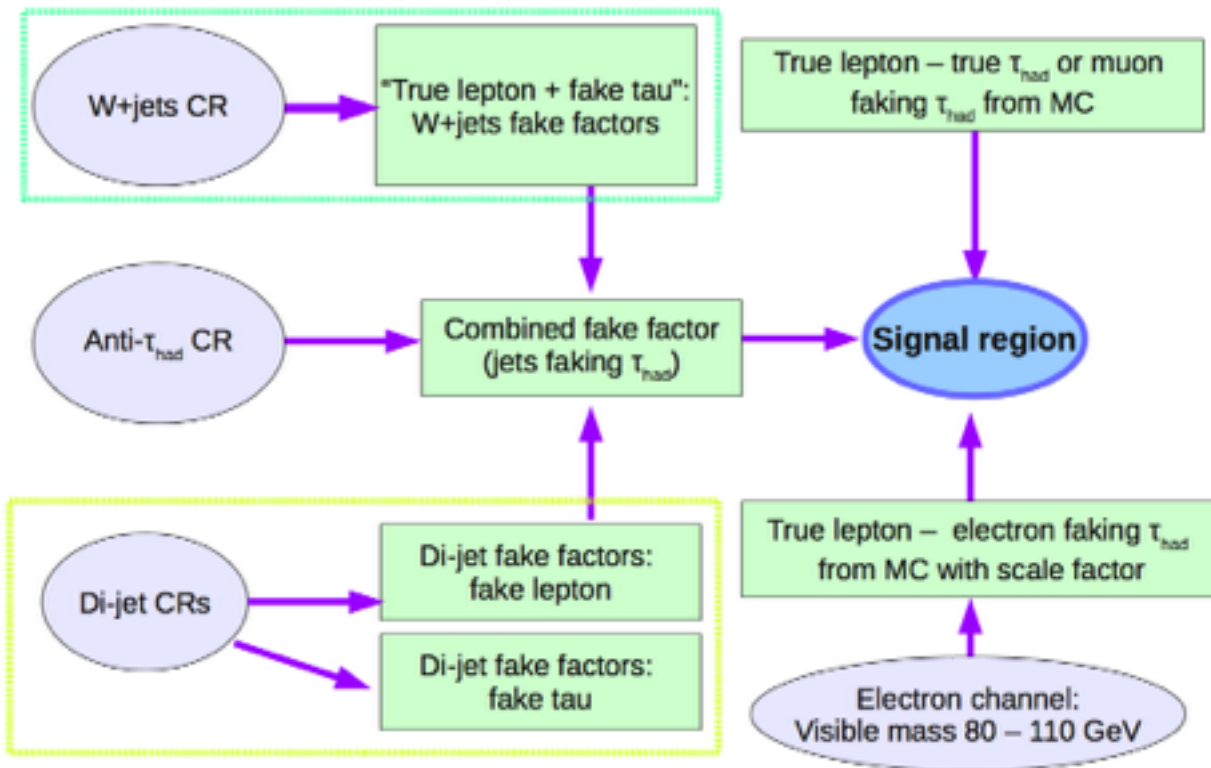 W+jets CR
“True lepton + fake tau”:
W+jets fake factors
True lepton – true τhad or muon
faking τhad from MC
Anti-τhad CR
Combined fake factor
(jets faking τhad)
Signal region
Di-jet CRs
Di-jet fake factors:
fake lepton
Di-jet fake factors:
fake tau
True lepton – electron faking τhad
from MC with scale factor
Electron channel:
Visible mass 80 – 110 GeV